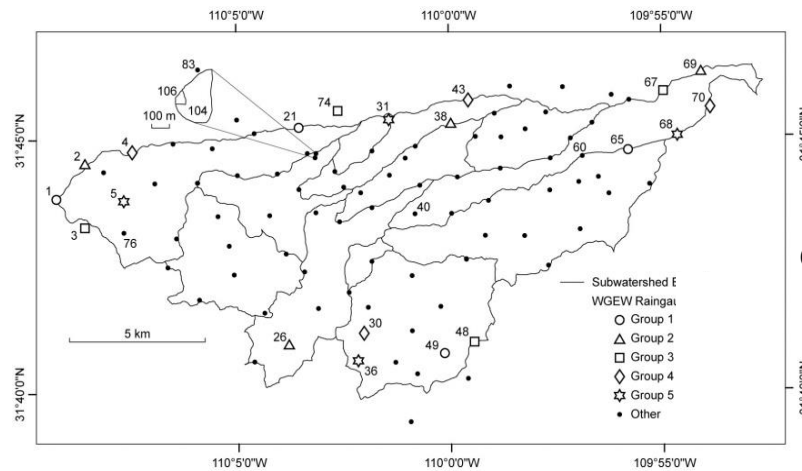 110°5'0"W 110°0'0"W 109°55'0"W
83
69
67
43
74
106
70
31
104
21
38
100 m
68
31°45'0"N
65
4
60
2
5
1
40
76
3
Subwatershed B
WGEW Raingau
30
Group 1
5 km
48
26
Group 2
49
Group 3
36
Group 4
Group 5
Other
31°40'0"N
110°5'0"W 110°0'0"W 109°55'0"W